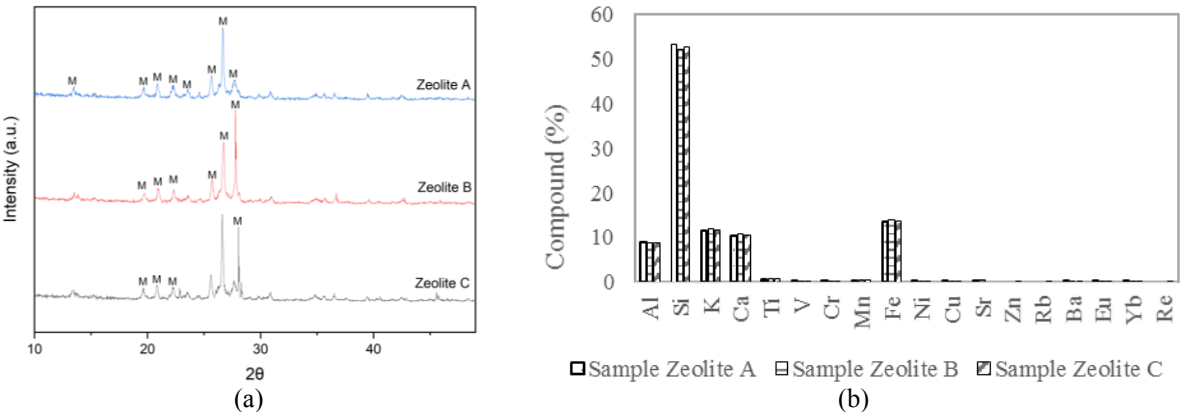 M
M M M M M M M
Zeolite A
M
M
M M M M
Zeolite B
M
M M M
Zeolite C
Intensity (a.u.)
10 20 30 40
2θ
(a)
60
50
40
30
20
10
0
Compound (%)
Al Si K Ca Ti V Cr Mn Fe Ni Cu Sr Zn Rb Ba Eu Yb Re
Sample Zeolite A Sample Zeolite B Sample Zeolite C
(b)